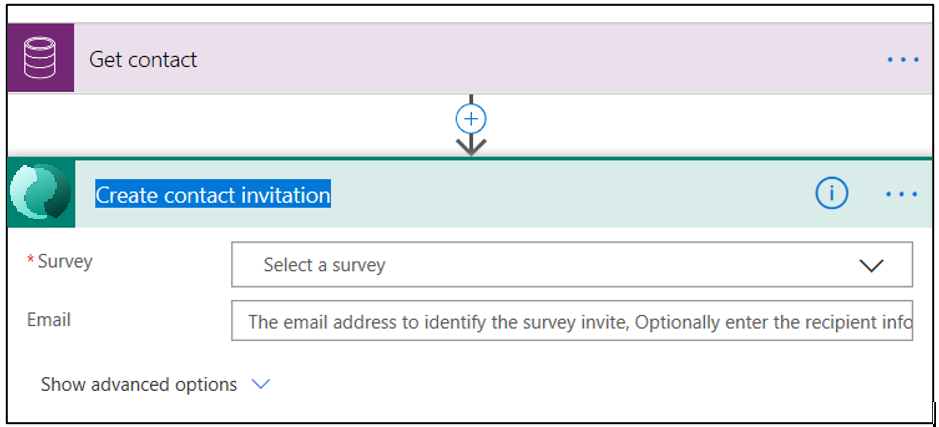 Get contact
Create contact invitation
* Survey
Select a survey
Email
The email address to identify the survey invite, Optionally enter the recipient info
Show advanced options